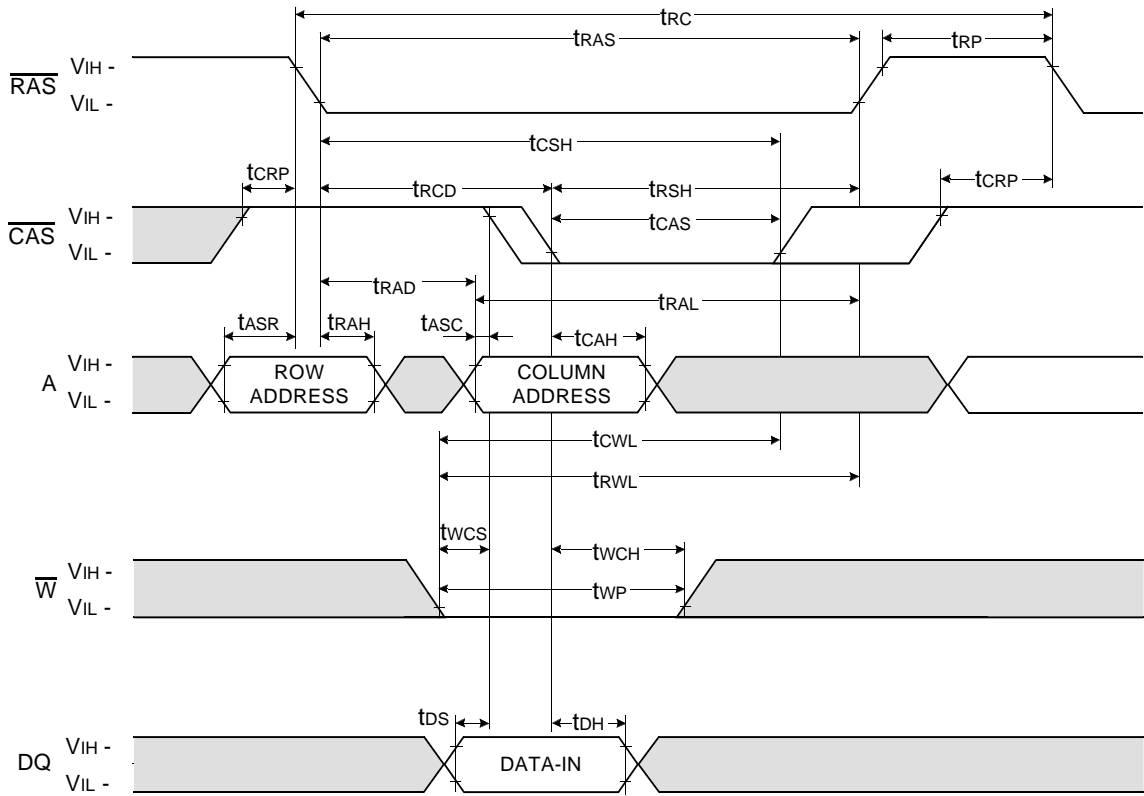 tRC
tRAS
tRP
RAS
VIH -
VIL -
tCSH
tCRP
tRCD
tRSH
tCRP
CAS
VIH -
VIL -
tCAS
tRAD
tRAL
tASR
tRAH
tASC
tCAH
A
VIH -
VIL -
ROW
ADDRESS
COLUMN
ADDRESS
tCWL
tRWL
tWCS
tWCH
W
VIH -
VIL -
tWP
tDS
tDH
DQ
VIH -
VIL -
DATA-IN